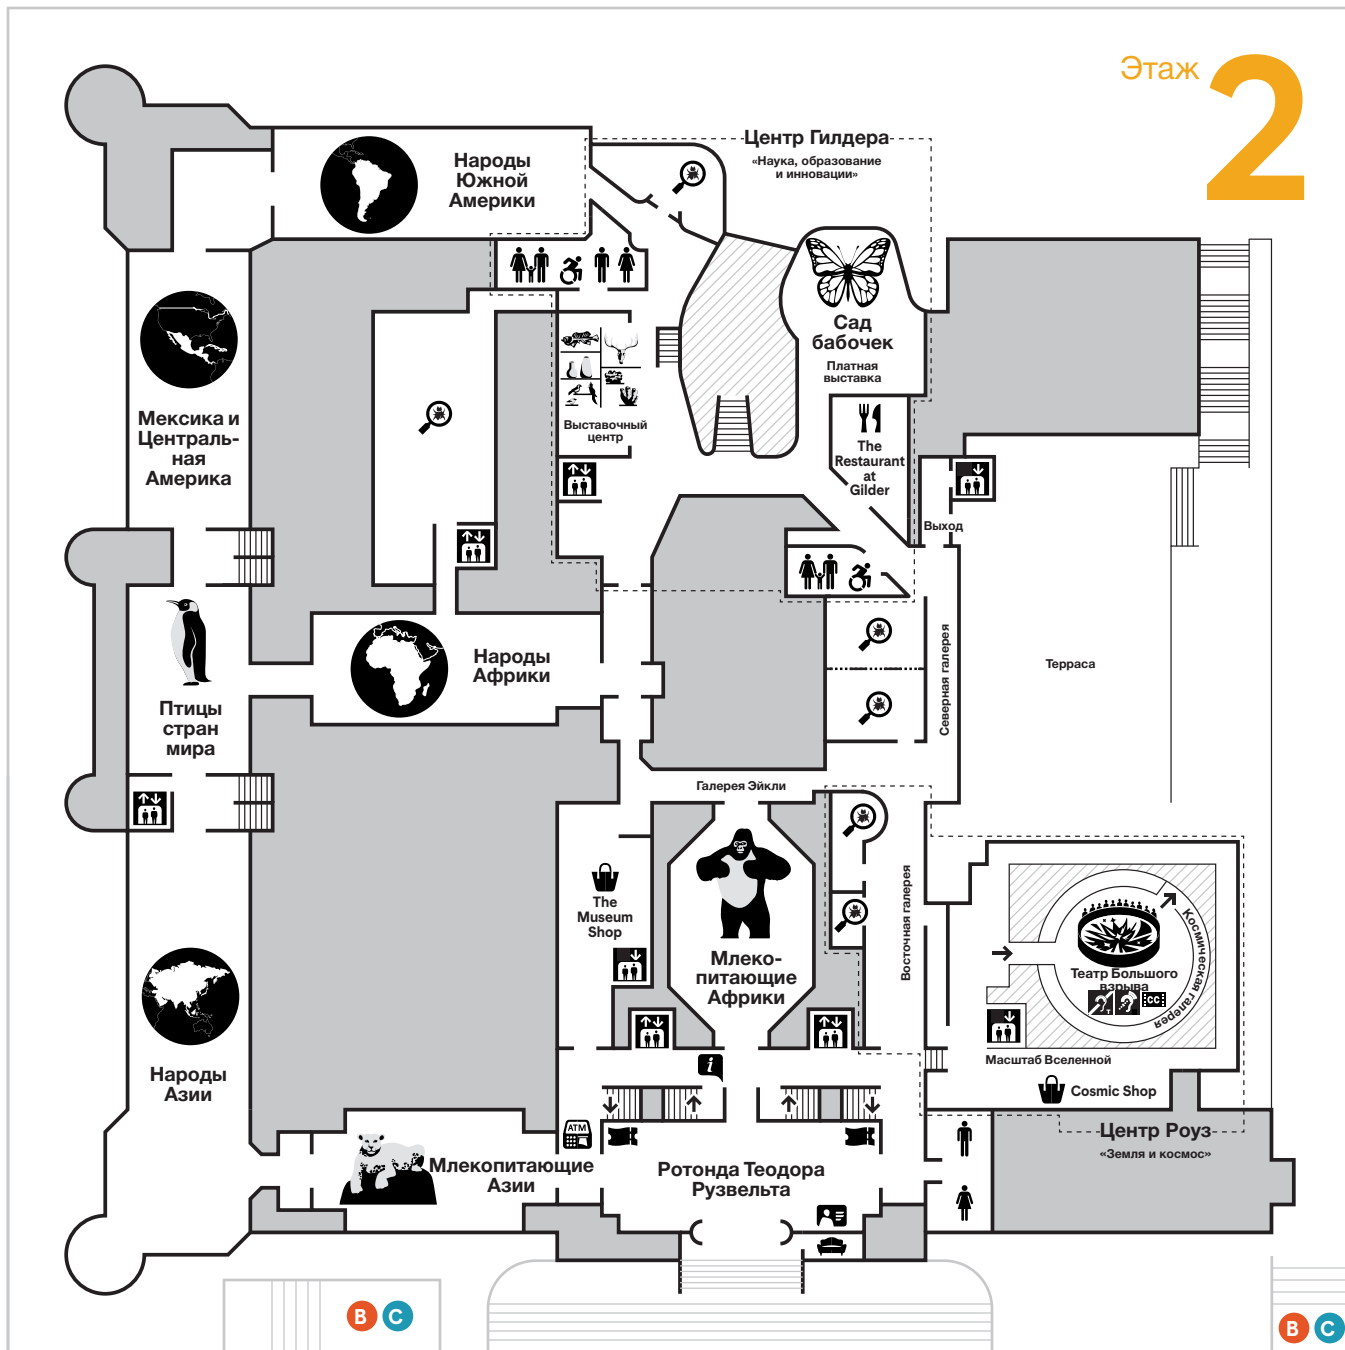 Этаж
2
Центр Гилдера
«Наука, образование
и инновации»
Народы
Южной
Америки
Сад
бабочек
Платная
выставка
Мексика и
Централь-
ная
Америка
Выставочный
центр
The
Restaurant
at
Gilder
Выход
Народы
Африки
Северная галерея
Терраса
Птицы
стран
мира
Галерея Эйкли
The
Museum
Shop
Млеко-
питающие
Африки
Восточная галерея
Космическая галерея
Театр Большого
взрыва
CC
T
Масштаб Вселенной
Cosmic Shop
i
Народы
Азии
ATM
Центр Роуз
«Земля и космос»
Млекопитающие
Азии
Ротонда Теодора
Рузвельта
B C
B C